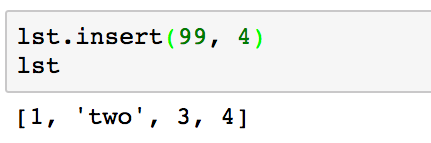 lst.insert(99, 4)
lst
[1, 'two', 3, 4]